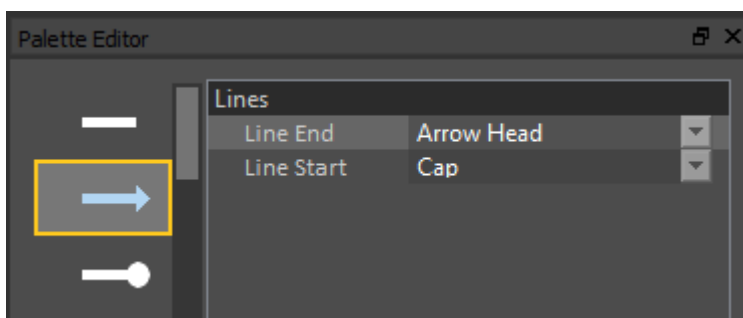 Palette Editor
Lines
Line End Arrow Head
Line Start Cap